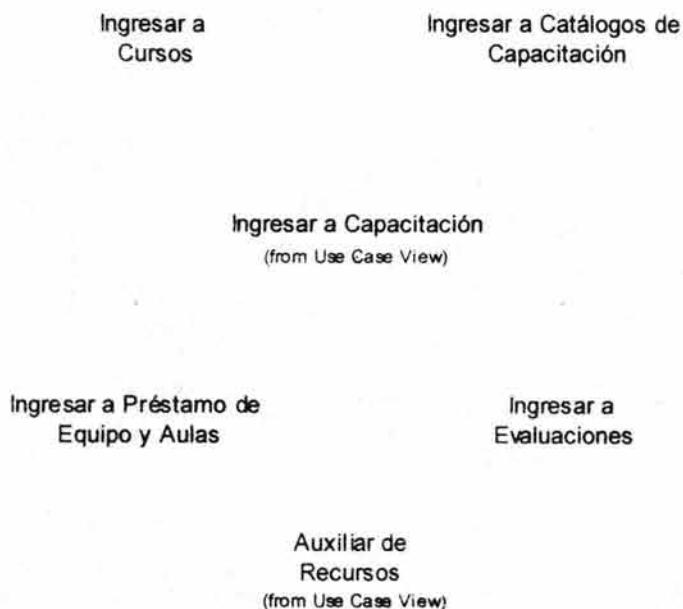 Ingresar a
Cursos
Ingresar a Catálogos de
Capacitación
Ingresar a Capacitación
(from Use Case View)
Ingresar a Préstamo de
Equipo y Aulas
Ingresar a
Evaluaciones
Auxiliar de
Recursos
(from Use Case View)